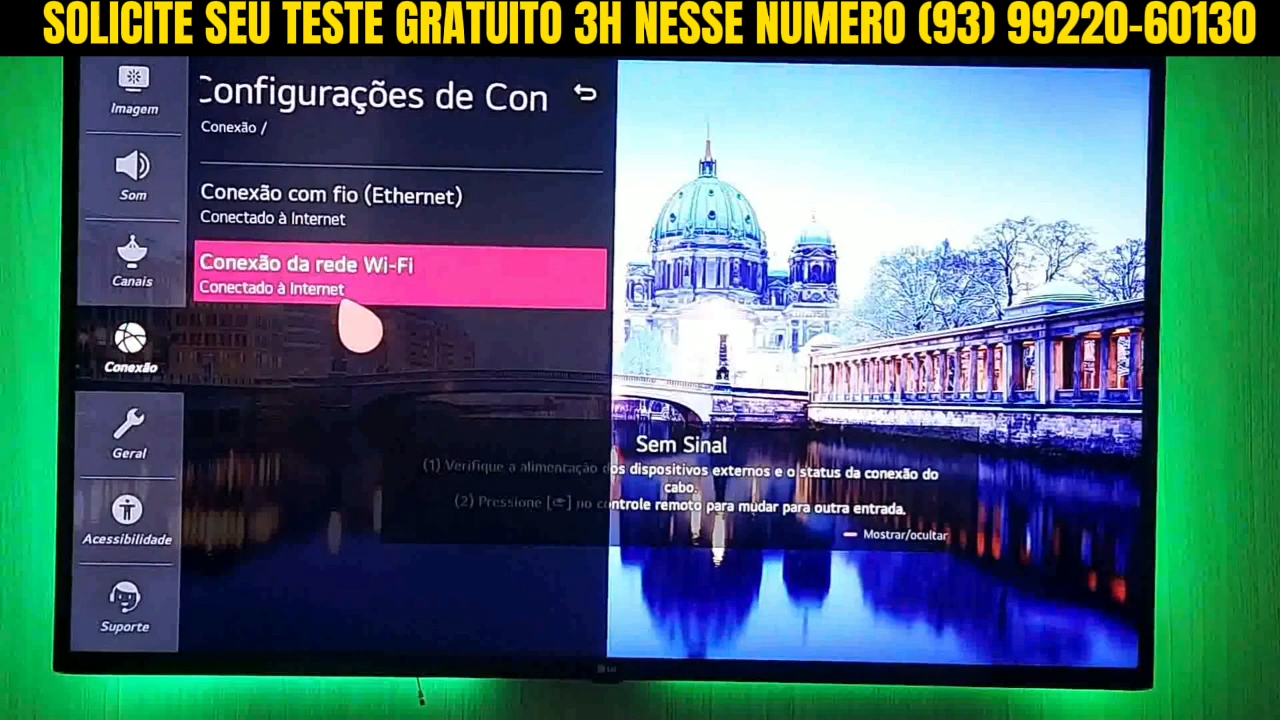 SOLICITE SEU TESTE GRATUITO 3H NESSE NUMERO (93) 99220-60130
Imagem
Som
Canais
Conexão
Geral
Acessibilidade
Suporte
Configurações de Con
Conexão /
Conexão com fio (Ethernet)
Conectado à Internet
Conexão da rede Wi-Fi
Conectado à Internet
Sem Sinal
(1) Verifique a alimentação dos dispositivos externos e o status da conexão do
cabo.
(2) Pressione [ ] no controle remoto para mudar para outra entrada.
Mostrar/ocultar
LG